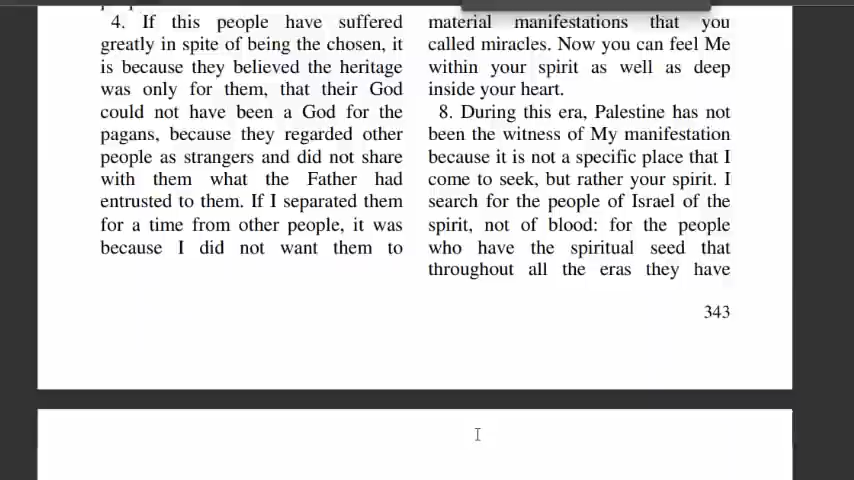 4. If this people have suffered
greatly in spite of being the chosen, it
is because they believed the heritage
was only for them, that their God
could not have been a God for the
pagans, because they regarded other
people as strangers and did not share
with them what the Father had
entrusted to them. If I separated them
for a time from other people, it was
because I did not want them to
material manifestations that you
called miracles. Now you can feel Me
within your spirit as well as deep
inside your heart.
8. During this era, Palestine has not
been the witness of My manifestation
because it is not a specific place that I
come to seek, but rather your spirit. I
search for the people of Israel of the
spirit, not of blood: for the people
who have the spiritual seed that
throughout all the eras they have
343